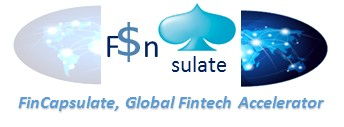 F$n
sulate
FinCapsulate, Global Fintech Accelerator